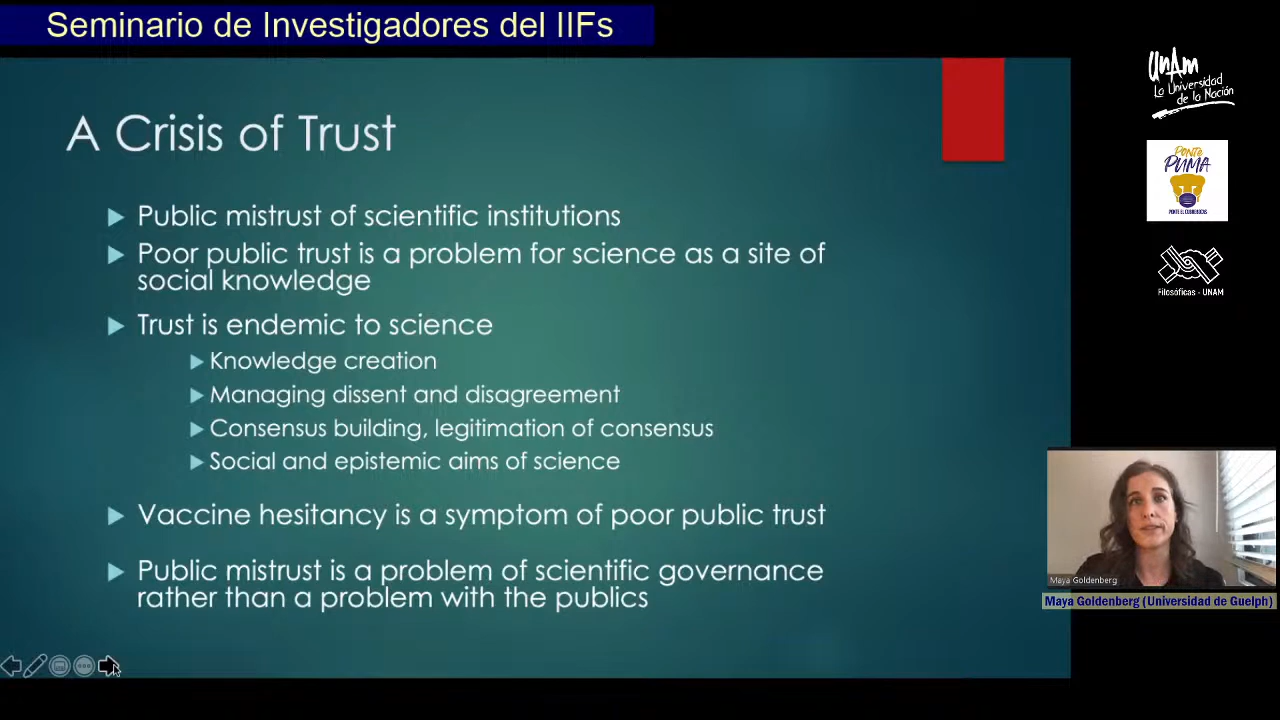 Seminario de Investigadores del IIFs
A Crisis of Trust
Public mistrust of scientific institutions
Poor public trust is a problem for science as a site of
social knowledge
Trust is endemic to science
Knowledge creation
Managing dissent and disagreement
Consensus building, legitimation of consensus
Social and epistemic aims of science
Vaccine hesitancy is a symptom of poor public trust
Public mistrust is a problem of scientific governance
rather than a problem with the publics
UnAm
La Universidad
de la Nación
PONTE
PUMA
PONTE EL CUBREBOCAS
Filosóficas - UNAM
Maya Goldenberg
Maya Goldenberg (Universidad de Guelph)